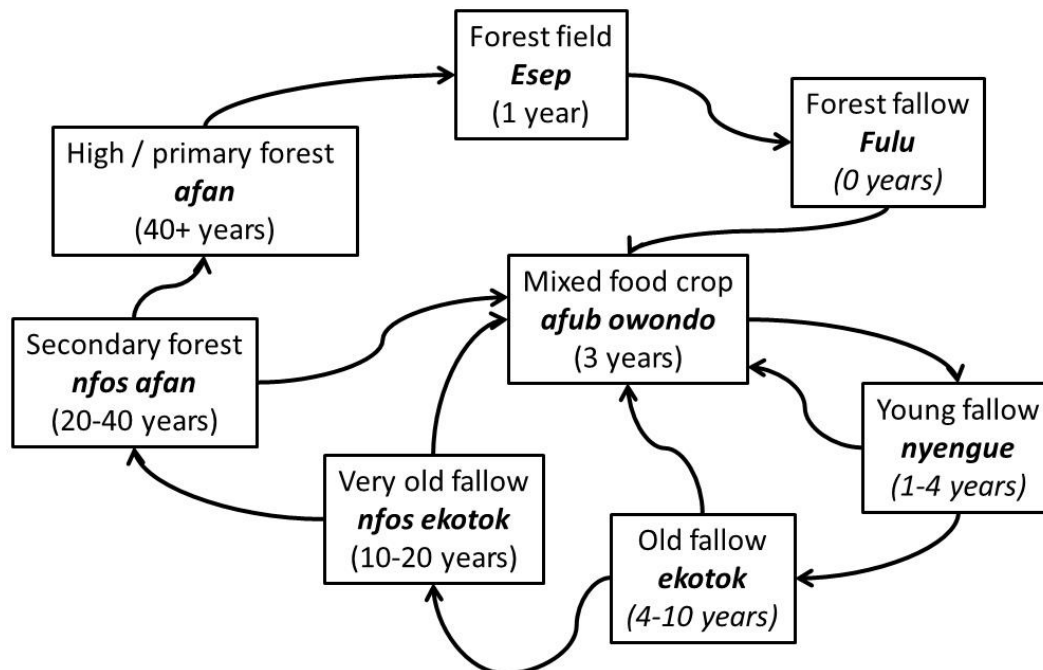 Forest field
Esep
(1 year)
Forest fallow
Fulu
(0 years)
High / primary forest
afan
(40+ years)
Mixed food crop
afub owondo
(3 years)
Secondary forest
nfos afan
(20-40 years)
Young fallow
nyengue
(1-4 years)
Very old fallow
nfos ekotok
(10-20 years)
Old fallow
ekotok
(4-10 years)